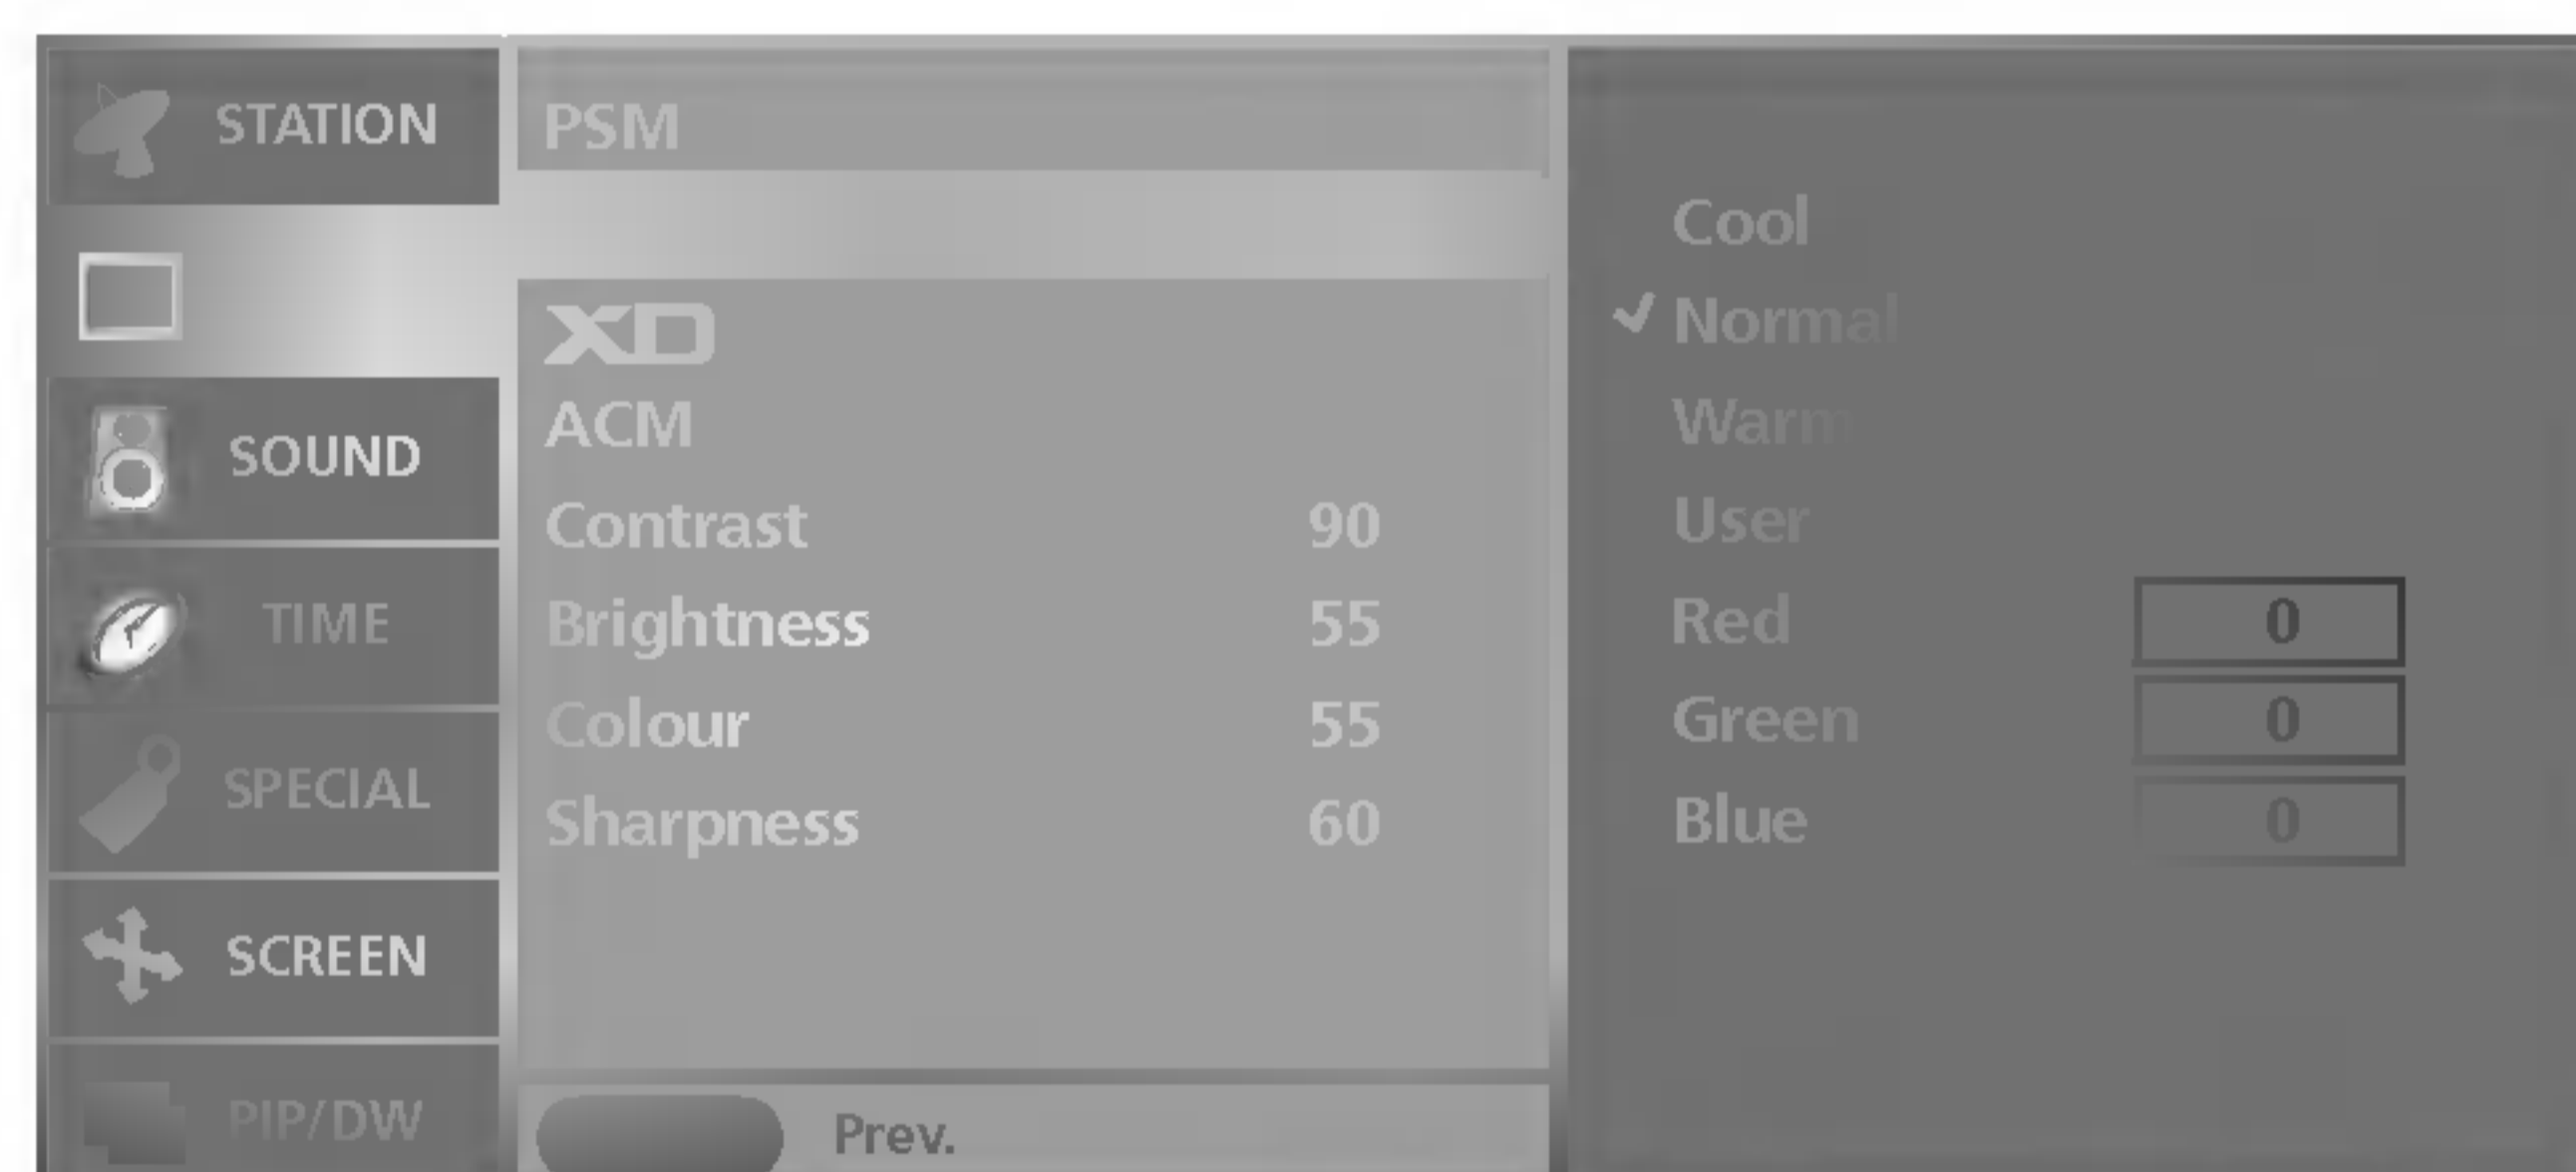 STATION
SOUND
TIME
SPECIAL
SCREEN
PIP/DW
PSM
XD
ACM
Contrast 90
Brightness 55
Colour 55
Sharpness 60
Prev.
Cool
✓ Normal
Warm
User
Red 0
Green 0
Blue 0